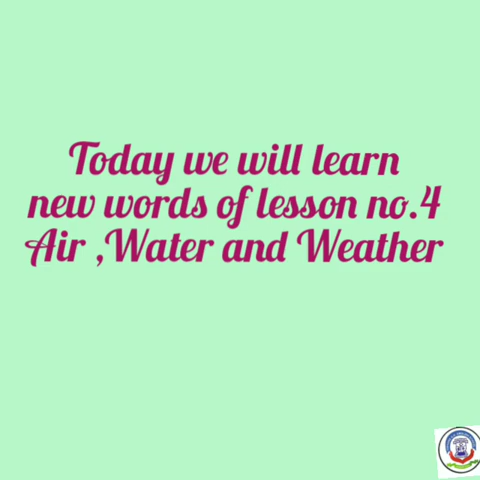 Today we will learn
new words of lesson no.4
Air ,Water and Weather